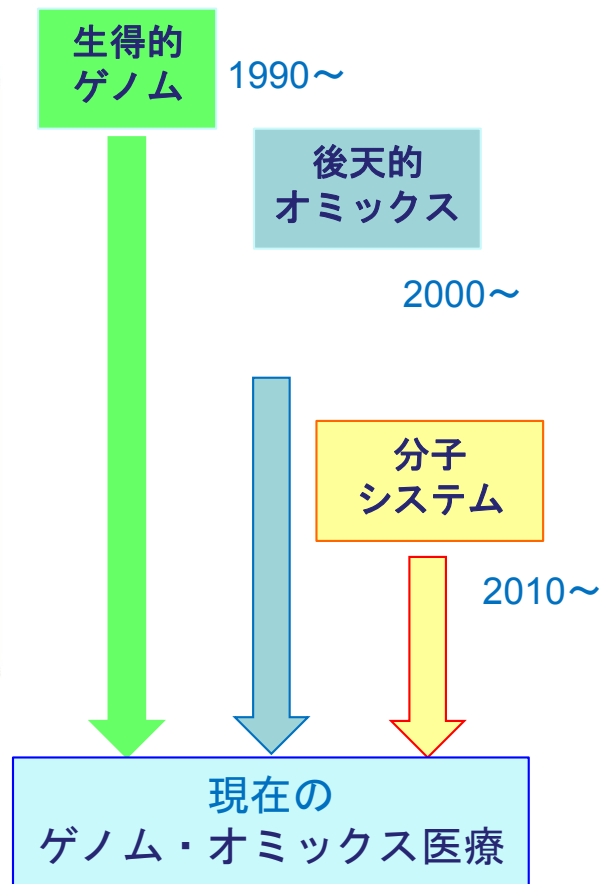 生得的
ゲノム
1990～
後天的
オミックス
2000～
分子
システム
2010～
現在の
ゲノム・オミックス医療